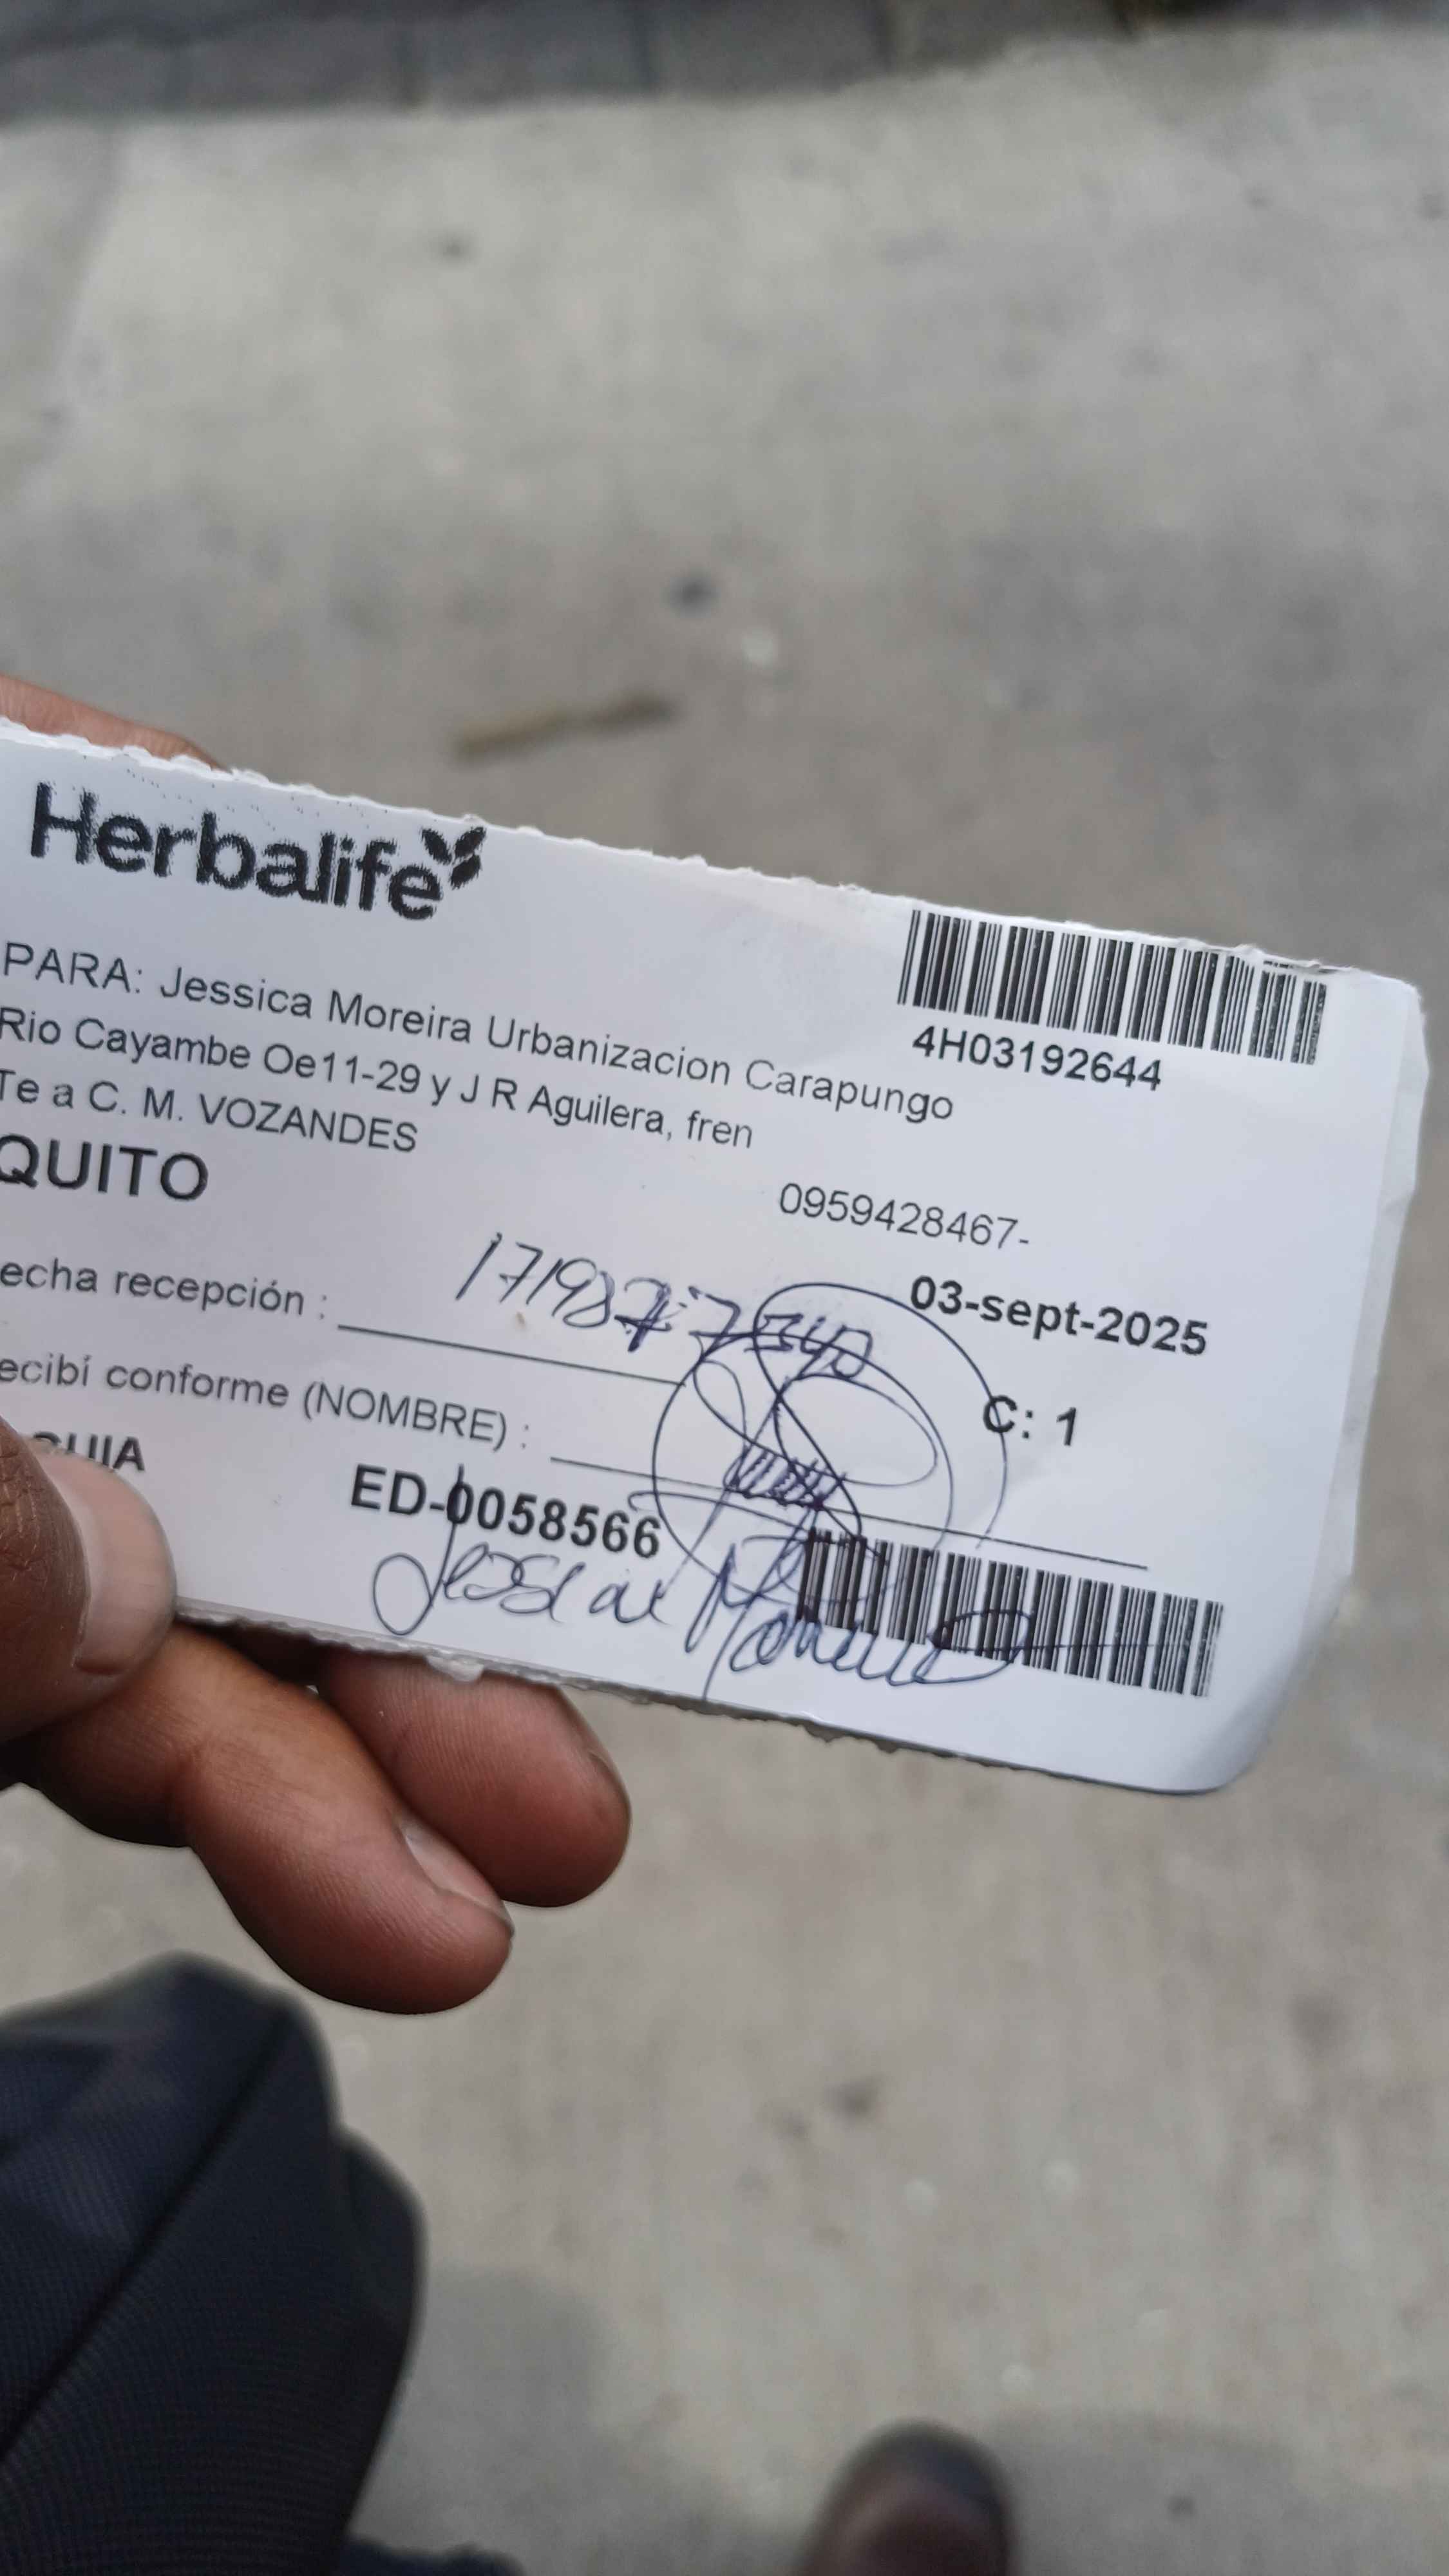 Herbalife
4H03192644
PARA: Jessica Moreira Urbanizacion Carapungo
Rio Cayambe Oe11-29 y J R Aguilera, fren
Te a C. M. VOZANDES
QUITO
0959428467-
echa recepción :
03-sept-2025
ecibí conforme (NOMBRE) :
C: 1
GUIA
ED-0058566